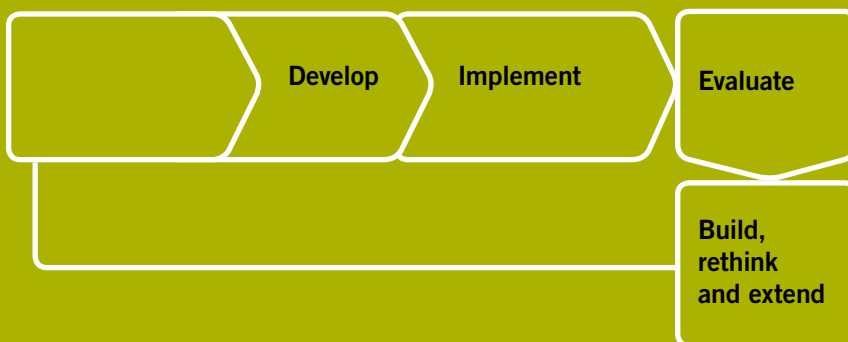 Develop
Implement
Evaluate
Build,
rethink
and extend